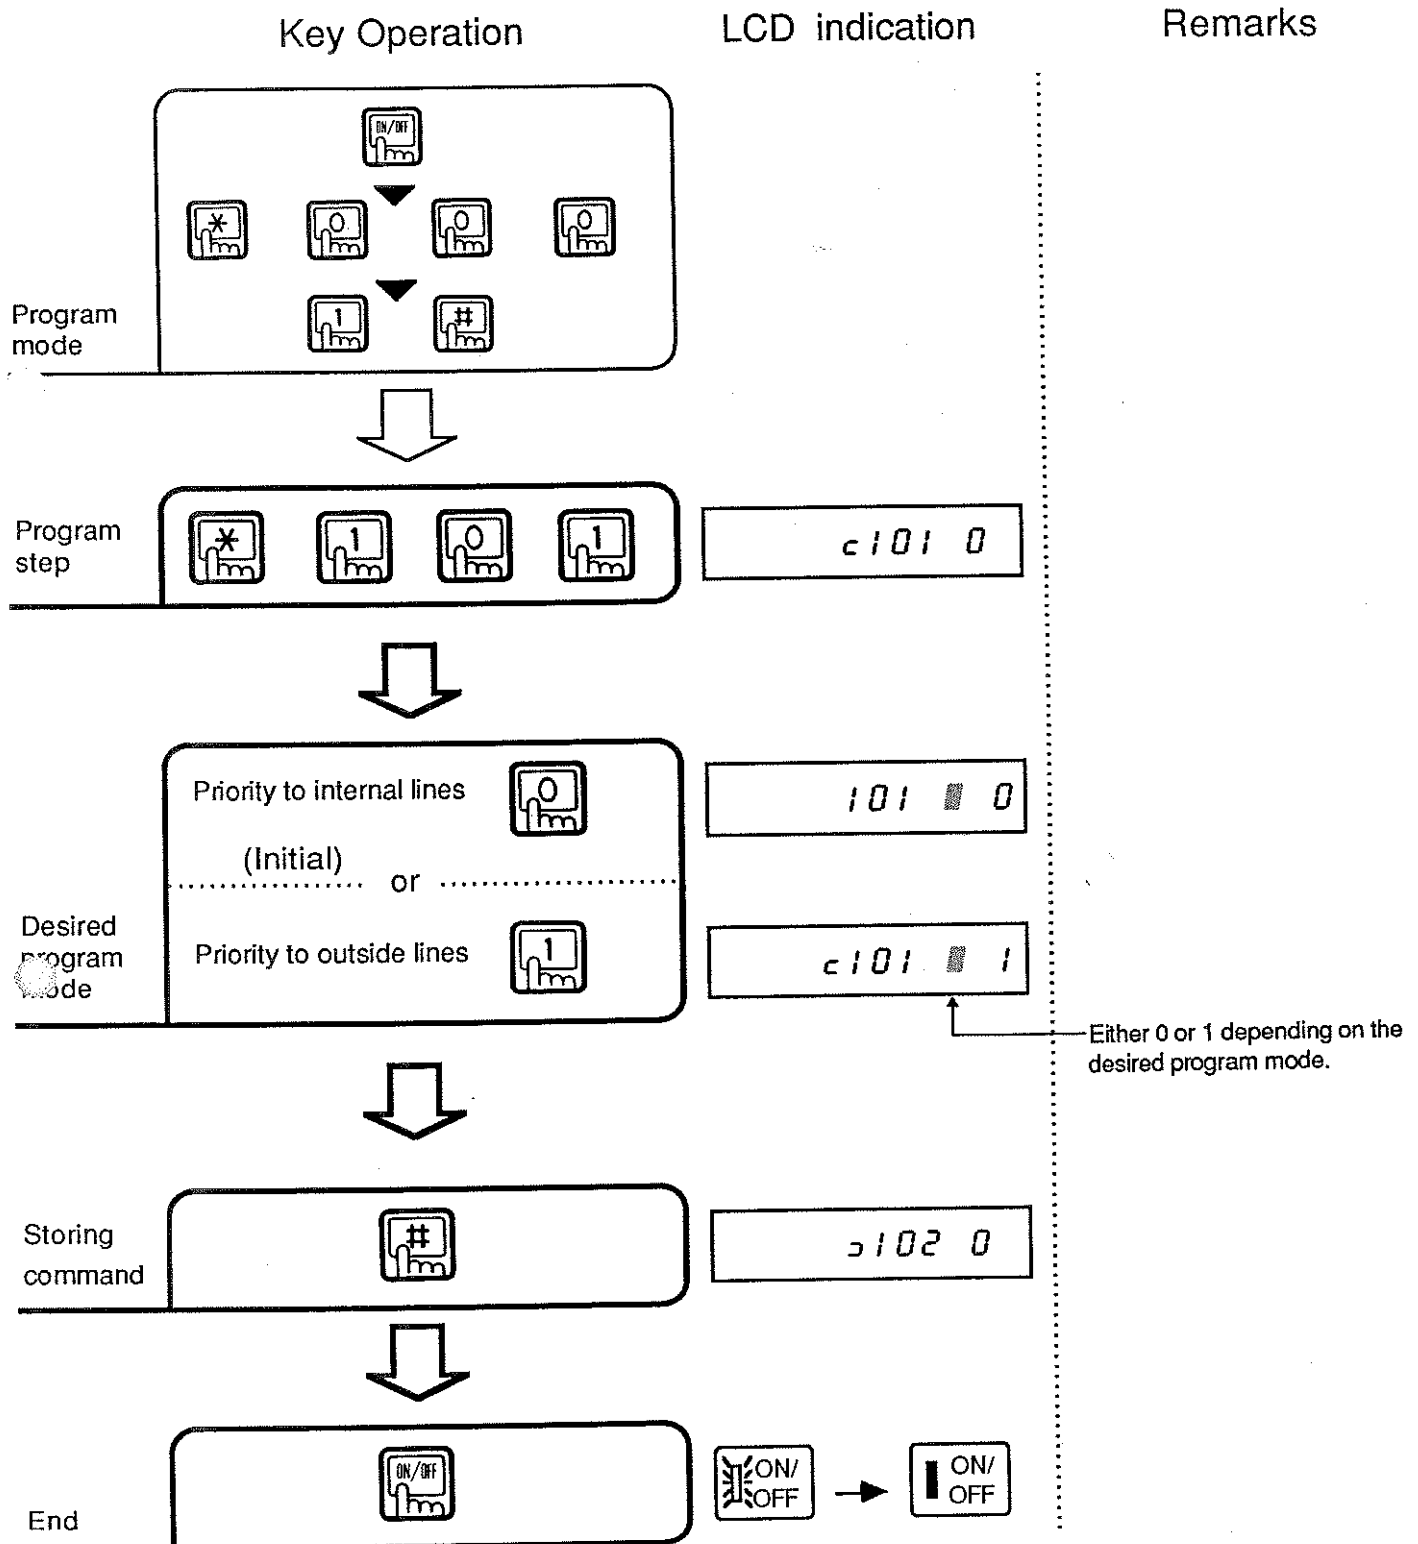 Key Operation
LCD indication
Remarks
ON/OFF
* 0 0 0
1 #
Program
mode
Program
step
* 1 0 1
c101 0
Priority to internal lines
0
101 0
(Initial)
or
Desired
program
mode
Priority to outside lines
1
c101 1
Either 0 or 1 depending on the
desired program mode.
Storing
command
#
ɔ102 0
End
ON/OFF
ON/
OFF
ON/
OFF